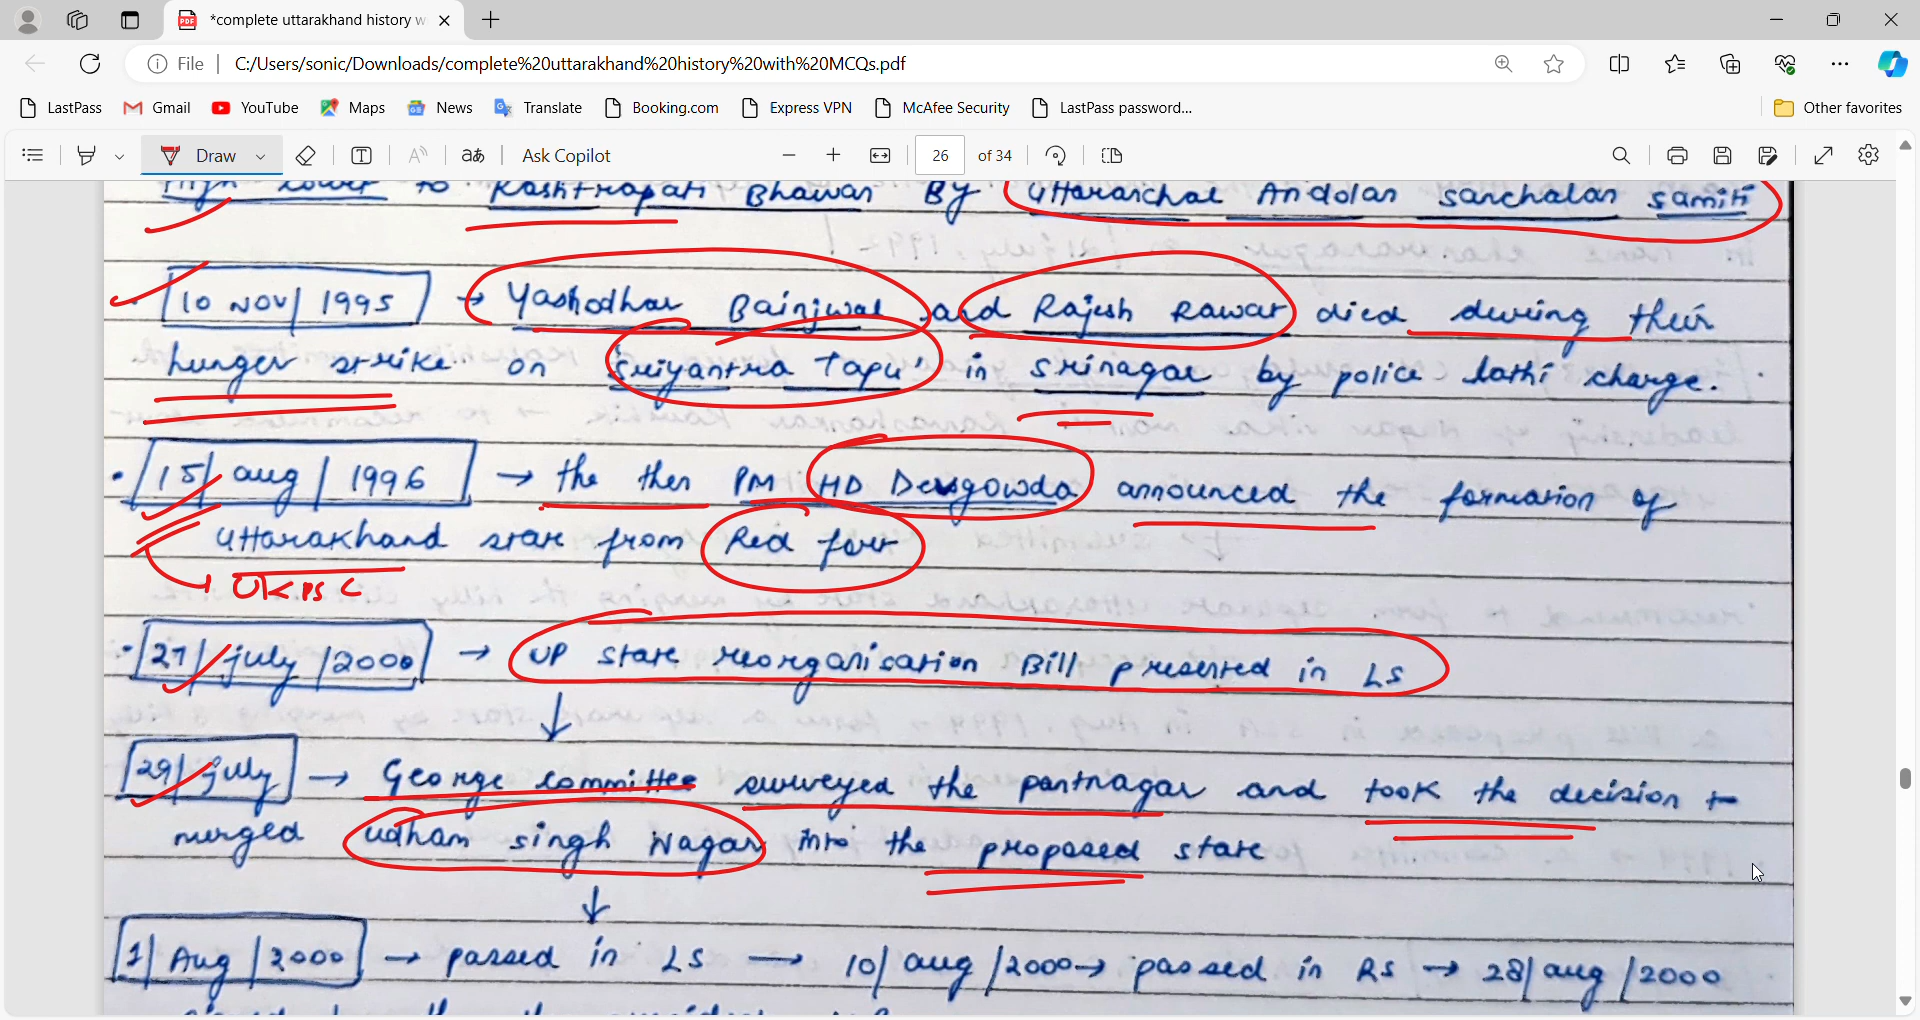 *complete uttarakhand history w
File | C:/Users/sonic/Downloads/complete%20uttarakhand%20history%20with%20MCQs.pdf
LastPass Gmail YouTube Maps News Translate Booking.com Express VPN McAfee Security LastPass password... Other favorites
Draw Ask Copilot 26 of 34
to Rashtrapati Bhawan By Uttaranchal Andolan sanchalan samiti
10 NOV | 1995 → Yashodhar Bainjwal and Rajesh Rawat died during their
hunger strike on "Sriyantra Tapu" in srinagar by police lathi charge.
15 | aug | 1996 → the then PM HD Devgowda announced the formation of
Uttarakhand state from Red fort
UKPSC
27 | july | 2000 → UP state reorganisation Bill presented in LS
↓
29 | july → George committee surveyed the pantnagar and took the decision to
merged udham singh Nagar into the proposed state
↓
1 | Aug | 2000 → passed in LS → 10 | aug | 2000 → passed in RS → 28 | aug | 2000